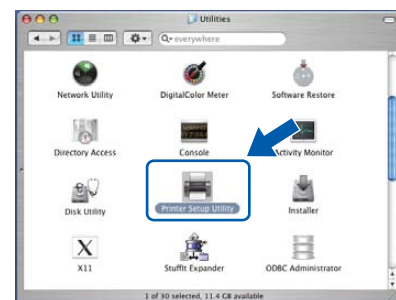 Utilities
Q▾ everywhere
Network Utility
DigitalColor Meter
Software Restore
Directory Access
Console
Activity Monitor
Disk Utility
Printer Setup Utility
Installer
X11
StuffIt Expander
ODBC Administrator
1 of 30 selected, 11.4 GB available